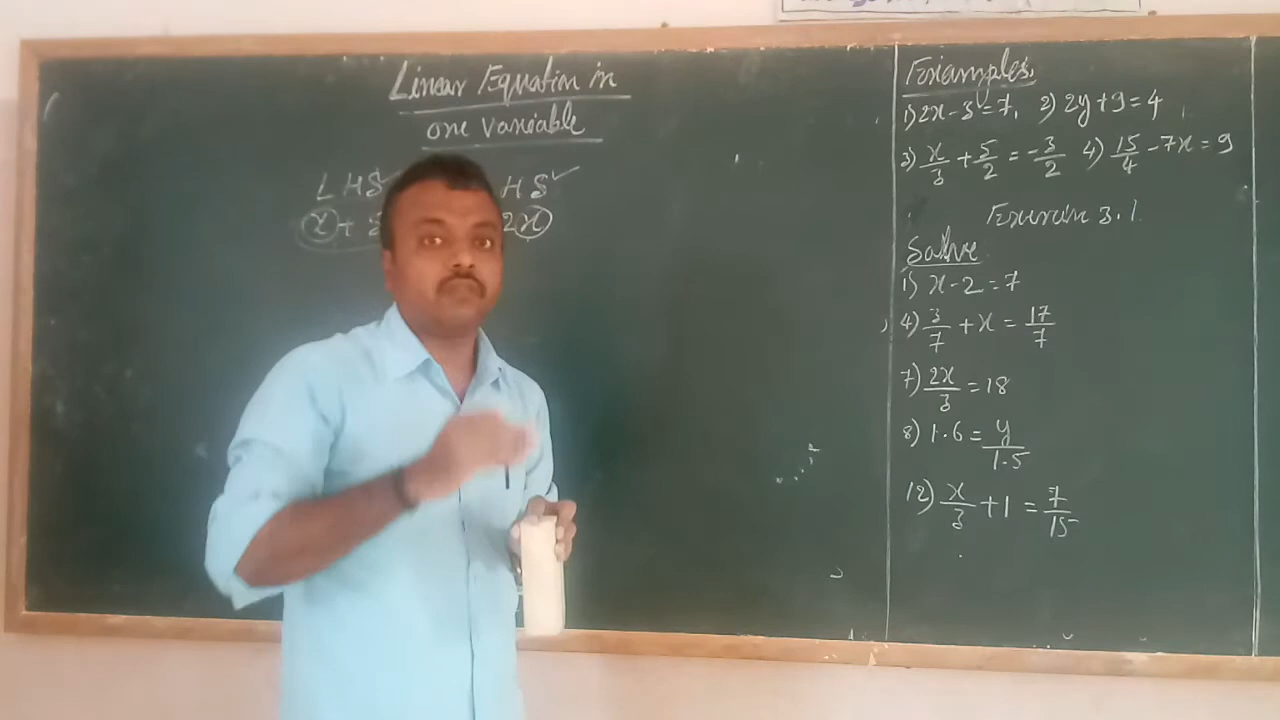 Linear Equation in
one variable
LHS✓ HS✓
x+ 2x
Examples,
1) 2x-3=7, 2) 2y+9=4
3) x/3 + 5/2 = -3/2 4) 15/4 - 7x = 9
Exercise 3.1
Solve
1) x-2=7
4) 3/7 + x = 17/7
7) 2x/3 = 18
8) 1.6 = y/1.5
12) x/3 + 1 = 7/15